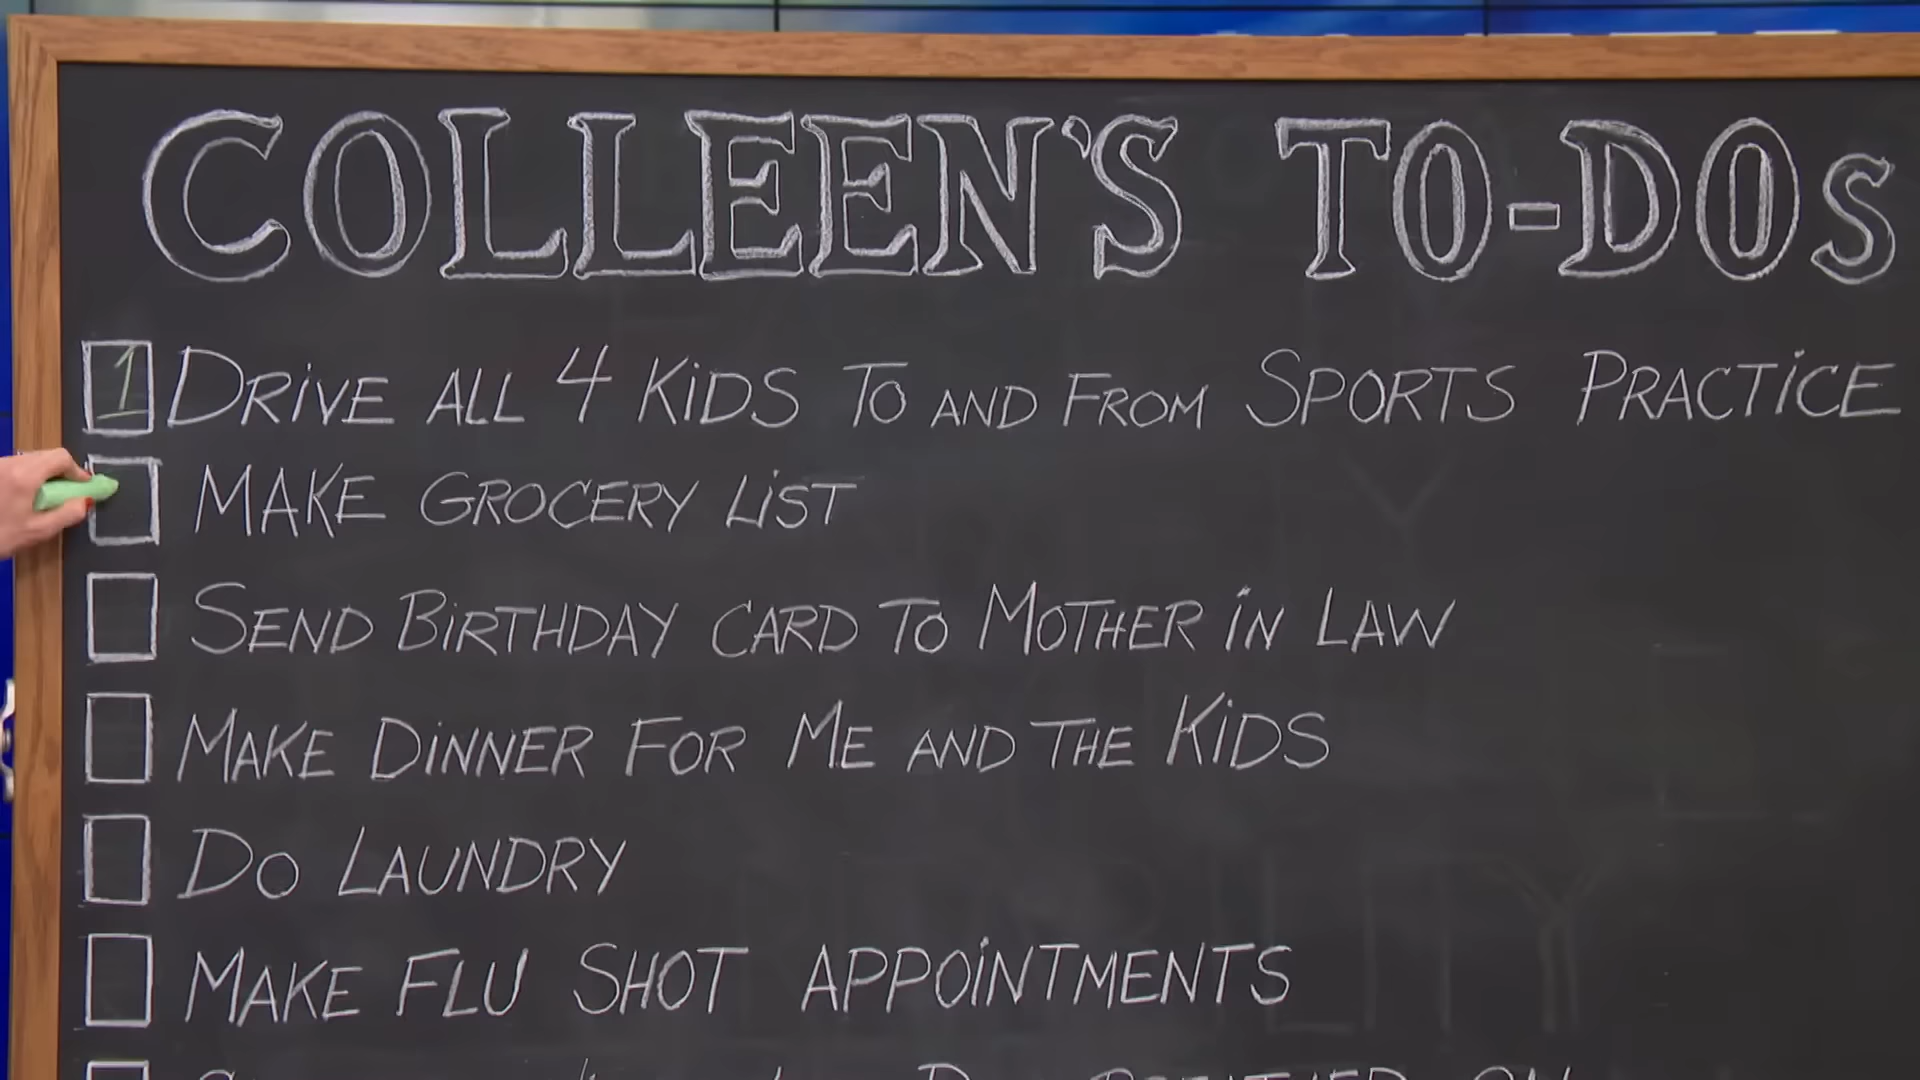 COLLEEN'S TO-DOs
1 DRiVE ALL 4 KiDS TO AND FROM SPORTS PRACTiCE
MAKE GROCERY LiST
SEND BiRTHDAY CARD TO MOTHER iN LAW
MAKE DiNNER FOR ME AND THE KiDS
DO LAUNDRY
MAKE FLU SHOT APPOiNTMENTS